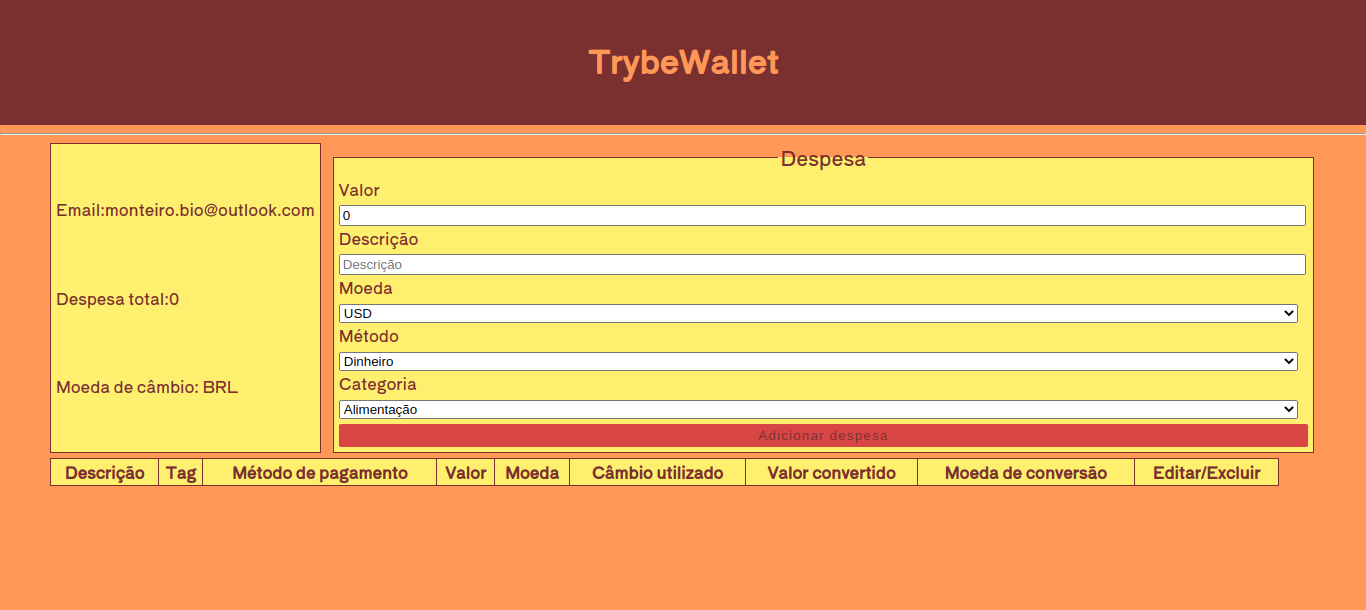 TrybeWallet
Email:monteiro.bio@outlook.com
Despesa total:0
Moeda de câmbio: BRL
Despesa
Valor
0
Descrição
Descrição
Moeda
USD
Método
Dinheiro
Categoria
Alimentação
Adicionar despesa
Descrição Tag Método de pagamento Valor Moeda Câmbio utilizado Valor convertido Moeda de conversão Editar/Excluir